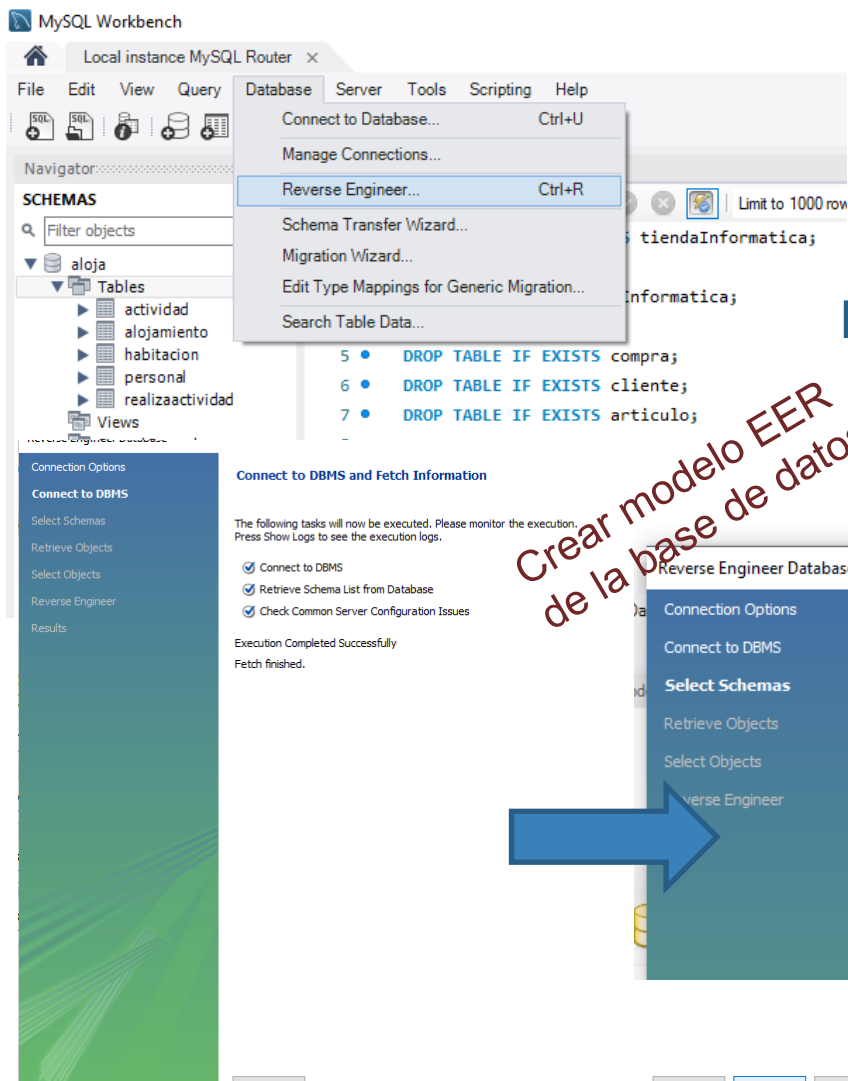 MySQL Workbench
Local instance MySQL Router ×
File Edit View Query Database Server Tools Scripting Help
Connect to Database... Ctrl+U
Manage Connections...
Reverse Engineer... Ctrl+R
Schema Transfer Wizard...
Migration Wizard...
Edit Type Mappings for Generic Migration...
Search Table Data...
Navigator
SCHEMAS
Filter objects
aloja
Tables
actividad
alojamiento
habitacion
personal
realizaactividad
Views
Limit to 1000 row
tiendaInformatica;
Informatica;
5 DROP TABLE IF EXISTS compra;
6 DROP TABLE IF EXISTS cliente;
7 DROP TABLE IF EXISTS articulo;
Crear modelo EER
de la base de datos
Reverse Engineer Database
Connection Options
Connect to DBMS
Select Schemas
Retrieve Objects
Select Objects
Reverse Engineer
Results
Connect to DBMS and Fetch Information
The following tasks will now be executed. Please monitor the execution.
Press Show Logs to see the execution logs.
Connect to DBMS
Retrieve Schema List from Database
Check Common Server Configuration Issues
Execution Completed Successfully
Fetch finished.
Reverse Engineer Databas
Connection Options
Connect to DBMS
Select Schemas
Retrieve Objects
Select Objects
verse Engineer